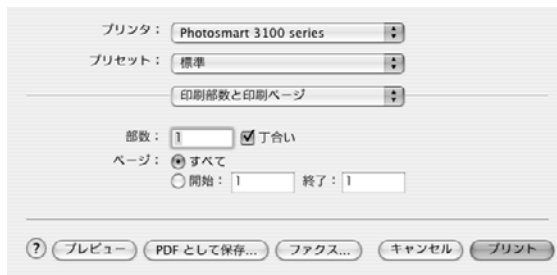 プリンタ： Photosmart 3100 series
プリセット： 標準
印刷部数と印刷ページ
部数： 1 丁合い
ページ： すべて
開始： 1 終了： 1
? プレビュー PDF として保存... ファクス... キャンセル プリント